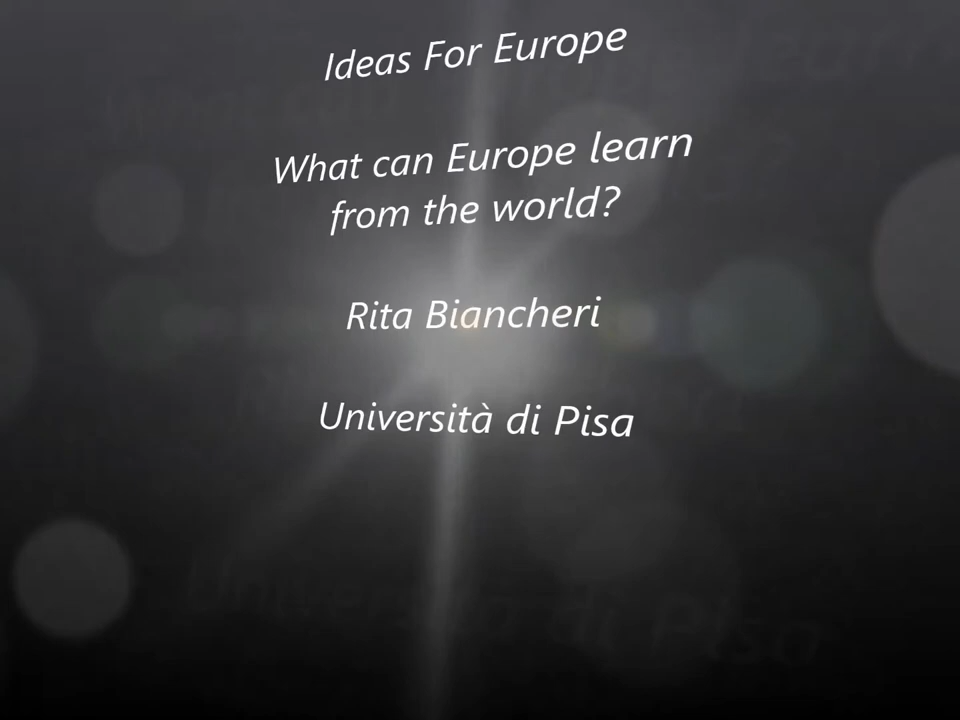 Ideas For Europe
What can Europe learn
from the world?
Rita Biancheri
Università di Pisa